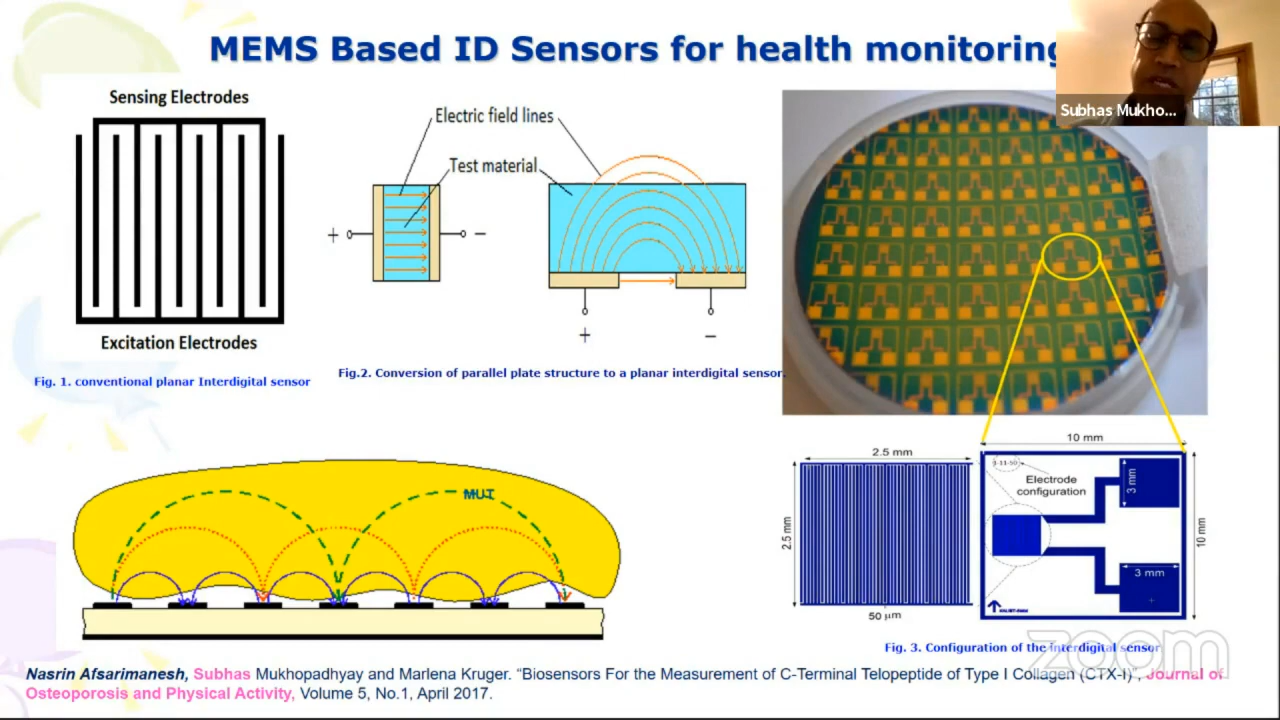 MEMS Based ID Sensors for health monitoring
Subhas Mukho...
Sensing Electrodes
Excitation Electrodes
Fig. 1. conventional planar Interdigital sensor
Electric field lines
Test material
+
−
+
−
Fig.2. Conversion of parallel plate structure to a planar interdigital sensor.
MUT
2.5 mm
2.5 mm
50 µm
10 mm
1-11-50
Electrode
configuration
3 mm
3 mm
10 mm
Fig. 3. Configuration of the interdigital sensor
zoom
Nasrin Afsarimanesh, Subhas Mukhopadhyay and Marlena Kruger. “Biosensors For the Measurement of C-Terminal Telopeptide of Type I Collagen (CTX-I)”, Journal of
Osteoporosis and Physical Activity, Volume 5, No.1, April 2017.